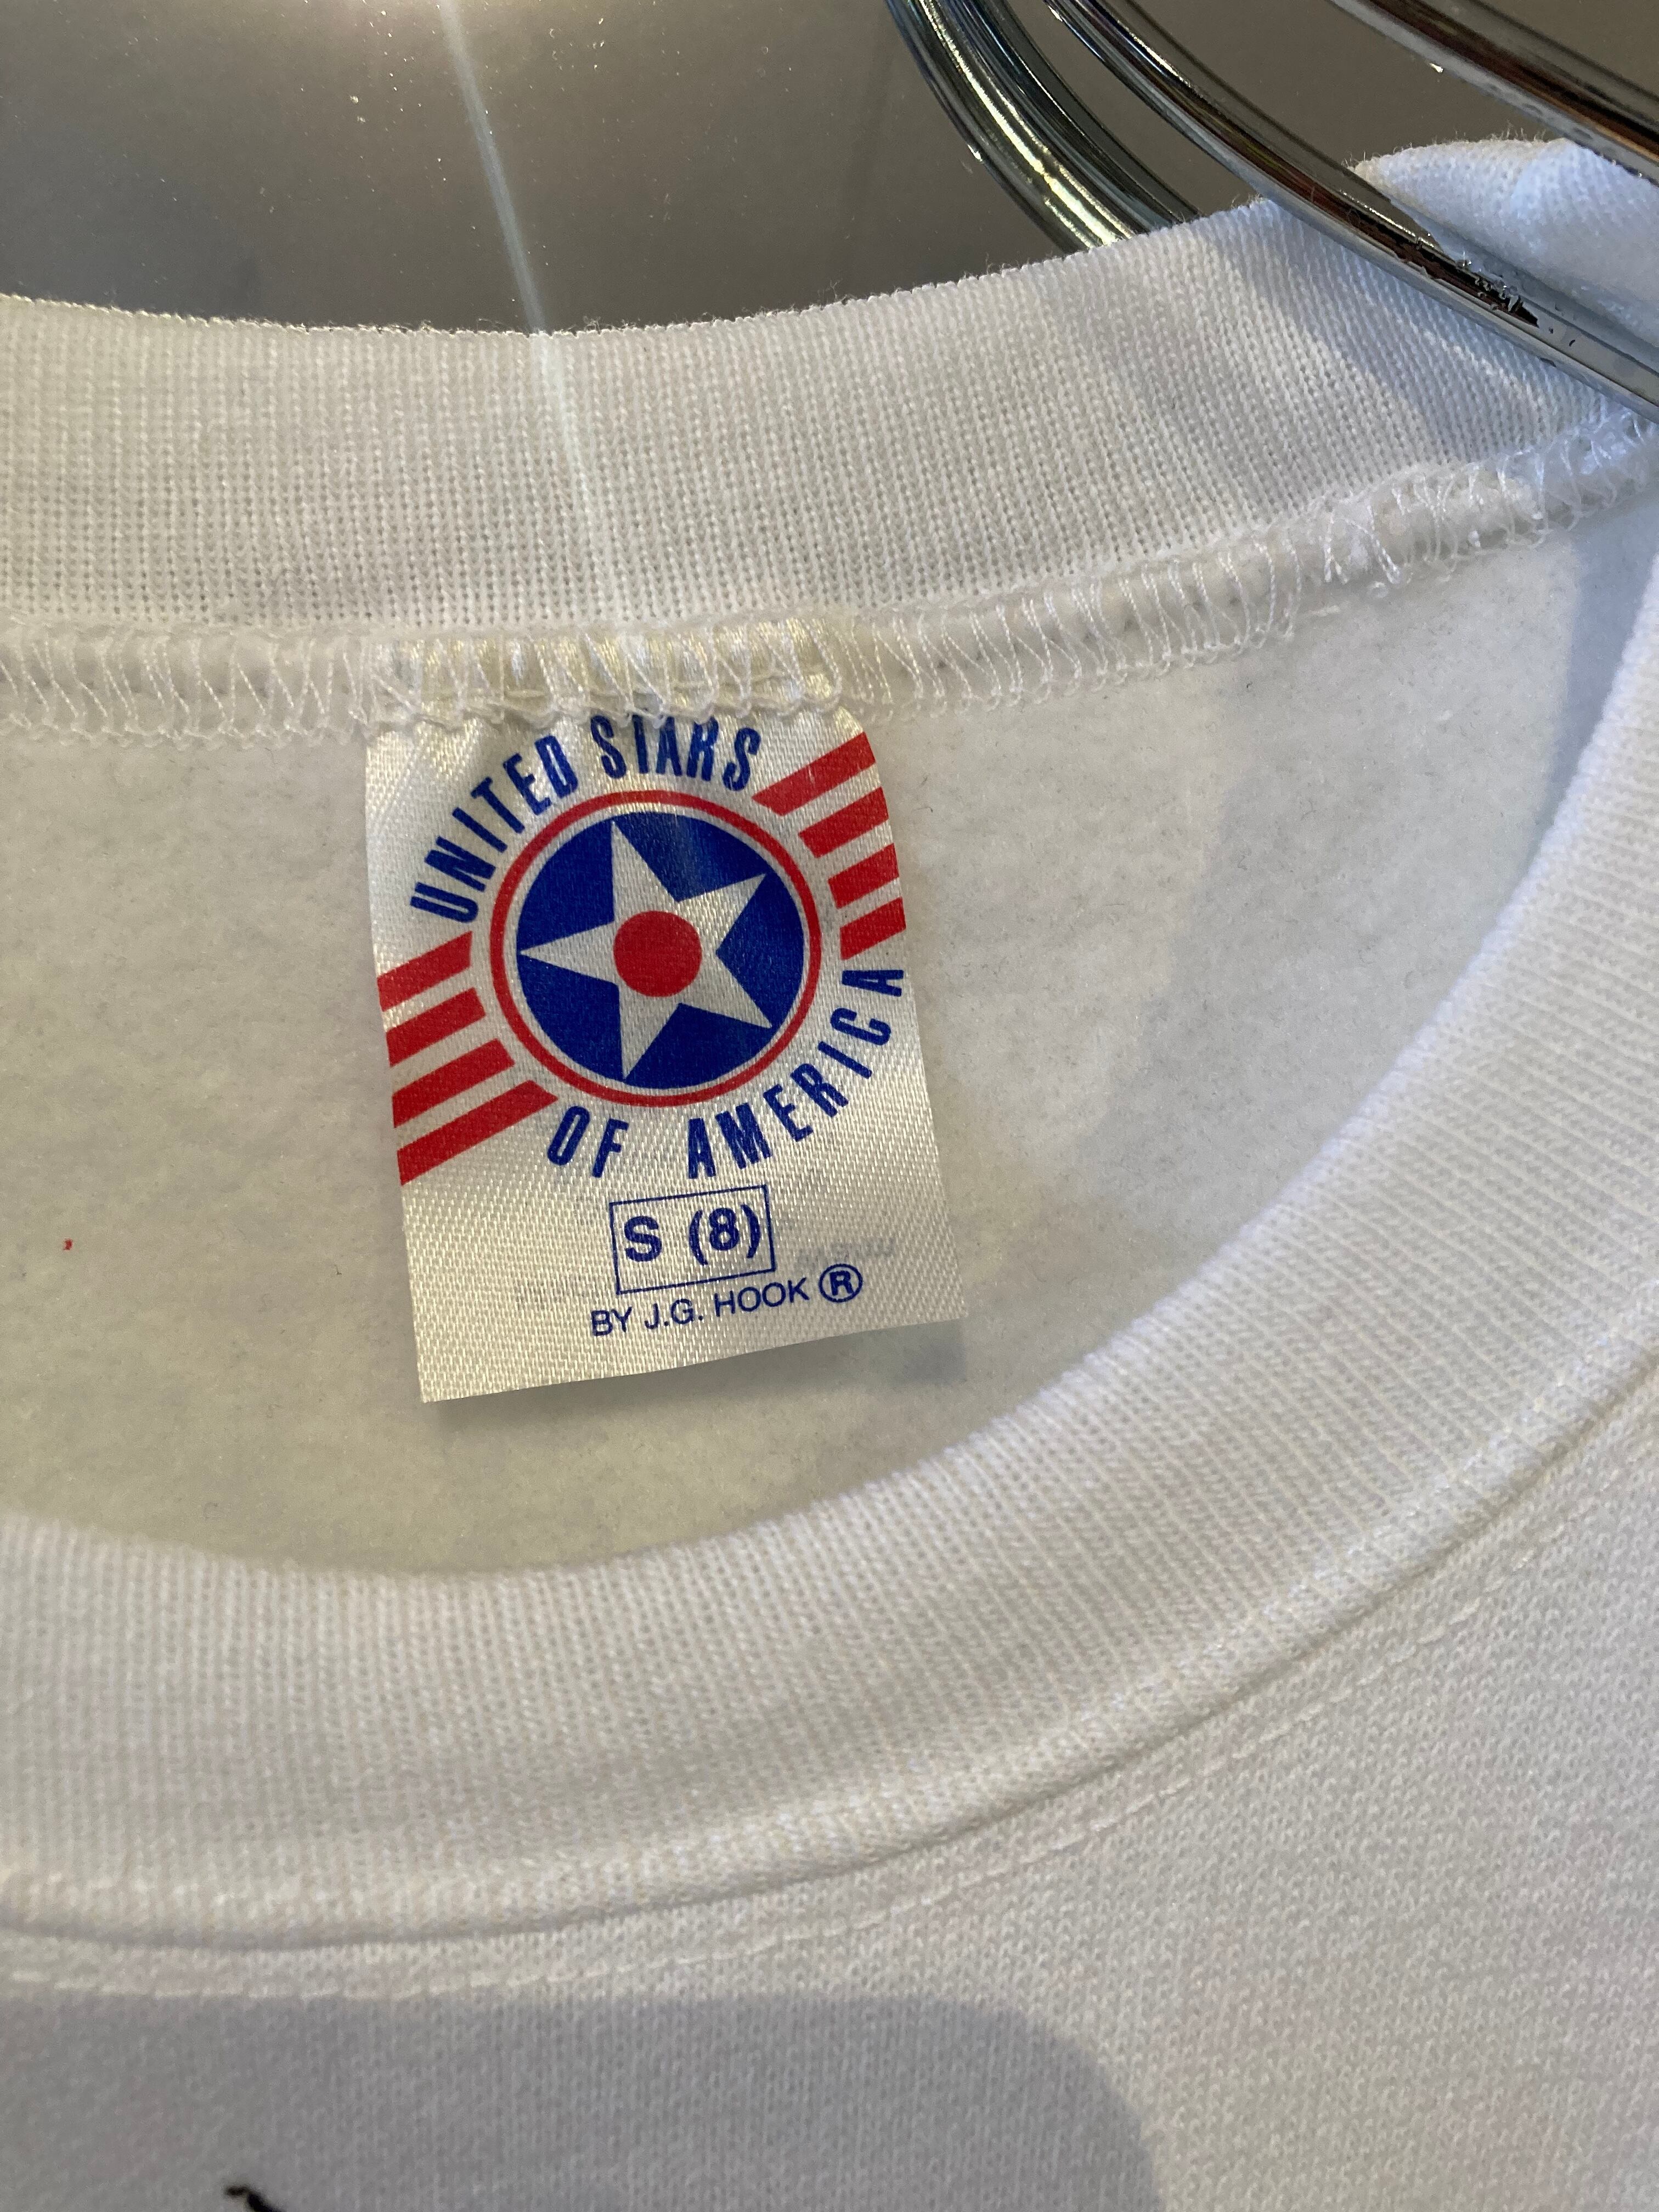 UNITED STARS
OF AMERICA
S (8)
BY J.G. HOOK ®